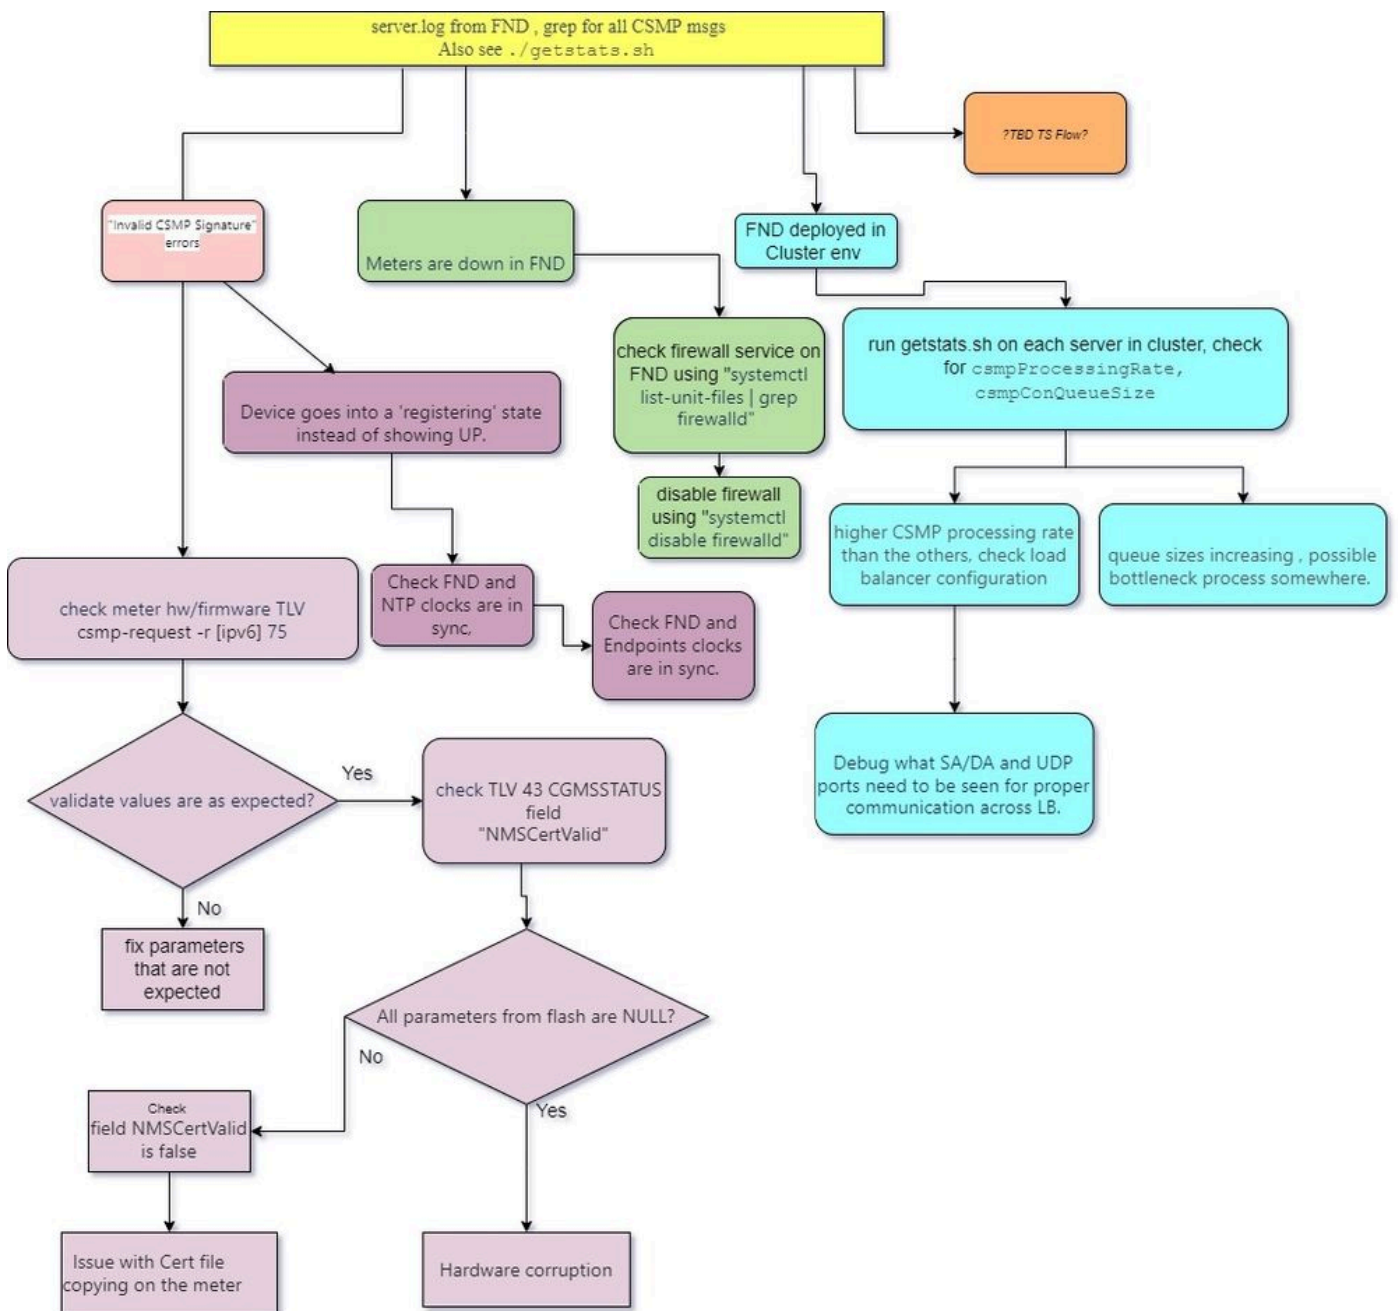 server.log from FND , grep for all CSMP msgs
Also see ./getstats.sh
?TBD TS Flow?
"Invalid CSMP Signature"
errors
Meters are down in FND
FND deployed in
Cluster env
check firewall service on
FND using "systemctl
list-unit-files | grep
firewalld"
run getstats.sh on each server in cluster, check
for csmpProcessingRate,
csmpConQueueSize
Device goes into a 'registering' state
instead of showing UP.
disable firewall
using "systemctl
disable firewalld"
higher CSMP processing rate
than the others, check load
balancer configuration
queue sizes increasing , possible
bottleneck process somewhere.
check meter hw/firmware TLV
csmp-request -r [ipv6] 75
Check FND and
NTP clocks are in
sync,
Check FND and
Endpoints clocks
are in sync.
validate values are as expected?
Yes
check TLV 43 CGMSSTATUS
field
"NMSCertValid"
Debug what SA/DA and UDP
ports need to be seen for proper
communication across LB.
No
fix parameters
that are not
expected
All parameters from flash are NULL?
No
Yes
Check
field NMSCertValid
is false
Issue with Cert file
copying on the meter
Hardware corruption